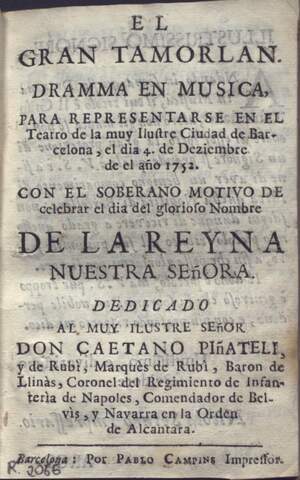 EL
GRAN TAMORLAN.
DRAMMA EN MUSICA,
PARA REPRESENTARSE EN EL
Teatro de la muy Ilustre Ciudad de Bar-
celona, el dia 4. de Deziembre
de el año 1752.
CON EL SOBERANO MOTIVO DE
celebrar el dia del glorioso Nombre
DE LA REYNA
NUESTRA SEñORA.
DEDICADO
AL MUY ILUSTRE SEñOR
DON CAETANO PIñATELI,
y de Rubì, Marquès de Rubì, Baron de
Llinàs, Coronel del Regimiento de Infan-
terìa de Napoles, Comendador de Bel-
vìs, y Navarra en la Orden
de Alcantara.
Barcelona: Por PABLO CAMPINS Impressor.
R. 2066